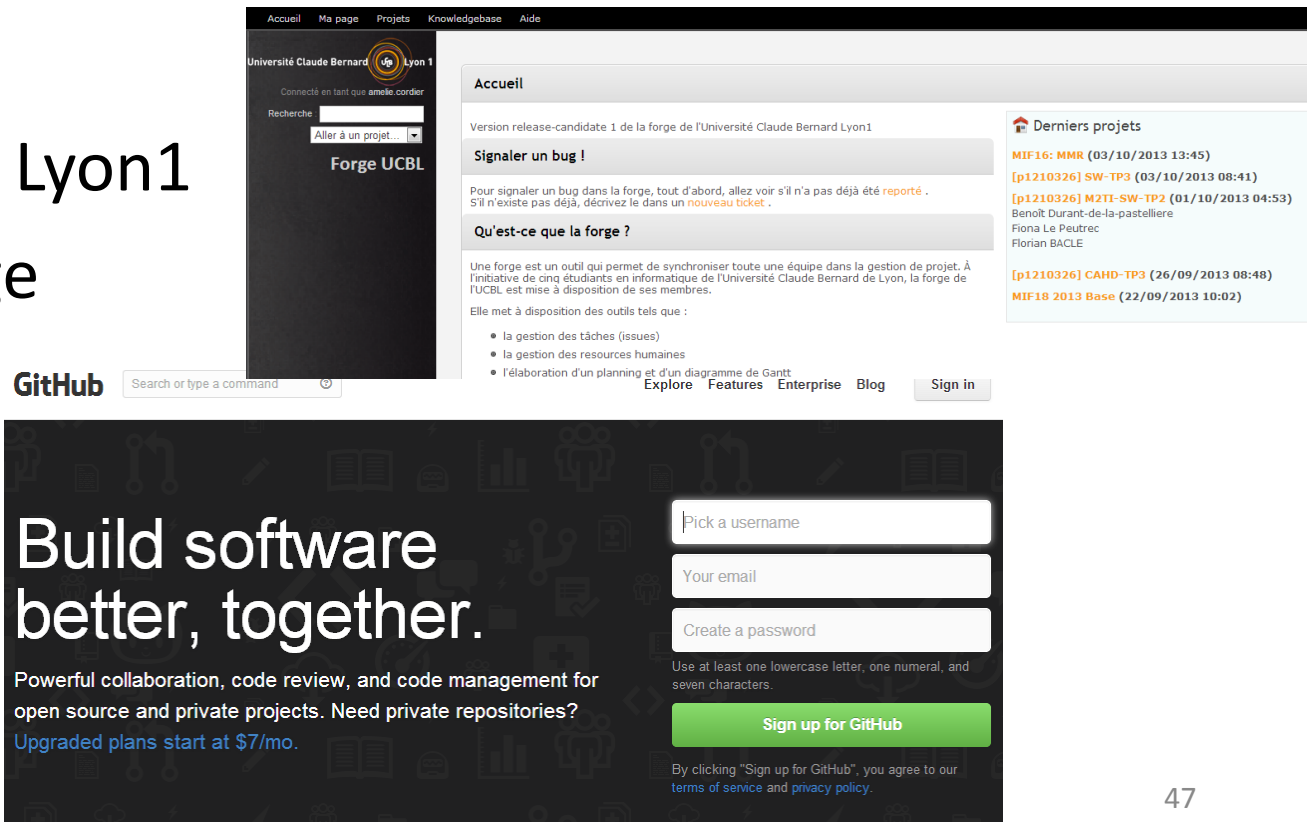 Lyon1
ge
Accueil Ma page Projets Knowledgebase Aide
Université Claude Bernard UCB Lyon 1
Connecté en tant que amelie.cordier
Recherche :
Aller à un projet...
Forge UCBL
Accueil
Version release-candidate 1 de la forge de l'Université Claude Bernard Lyon1
Signaler un bug !
Pour signaler un bug dans la forge, tout d'abord, allez voir s'il n'a pas déjà été reporté .
S'il n'existe pas déjà, décrivez le dans un nouveau ticket .
Qu'est-ce que la forge ?
Une forge est un outil qui permet de synchroniser toute une équipe dans la gestion de projet. À
l'initiative de cinq étudiants en informatique de l'Université Claude Bernard de Lyon, la forge de
l'UCBL est mise à disposition de ses membres.
Elle met à disposition des outils tels que :
la gestion des tâches (issues)
la gestion des resources humaines
l'élaboration d'un planning et d'un diagramme de Gantt
Derniers projets
MIF16: MMR (03/10/2013 13:45)
[p1210326] SW-TP3 (03/10/2013 08:41)
[p1210326] M2TI-SW-TP2 (01/10/2013 04:53)
Benoît Durant-de-la-pastelliere
Fiona Le Peutrec
Florian BACLE
[p1210326] CAHD-TP3 (26/09/2013 08:48)
MIF18 2013 Base (22/09/2013 10:02)
GitHub Search or type a command Explore Features Enterprise Blog Sign in
Build software
better, together.
Powerful collaboration, code review, and code management for
open source and private projects. Need private repositories?
Upgraded plans start at $7/mo.
Pick a username
Your email
Create a password
Use at least one lowercase letter, one numeral, and
seven characters.
Sign up for GitHub
By clicking "Sign up for GitHub", you agree to our
terms of service and privacy policy.
47